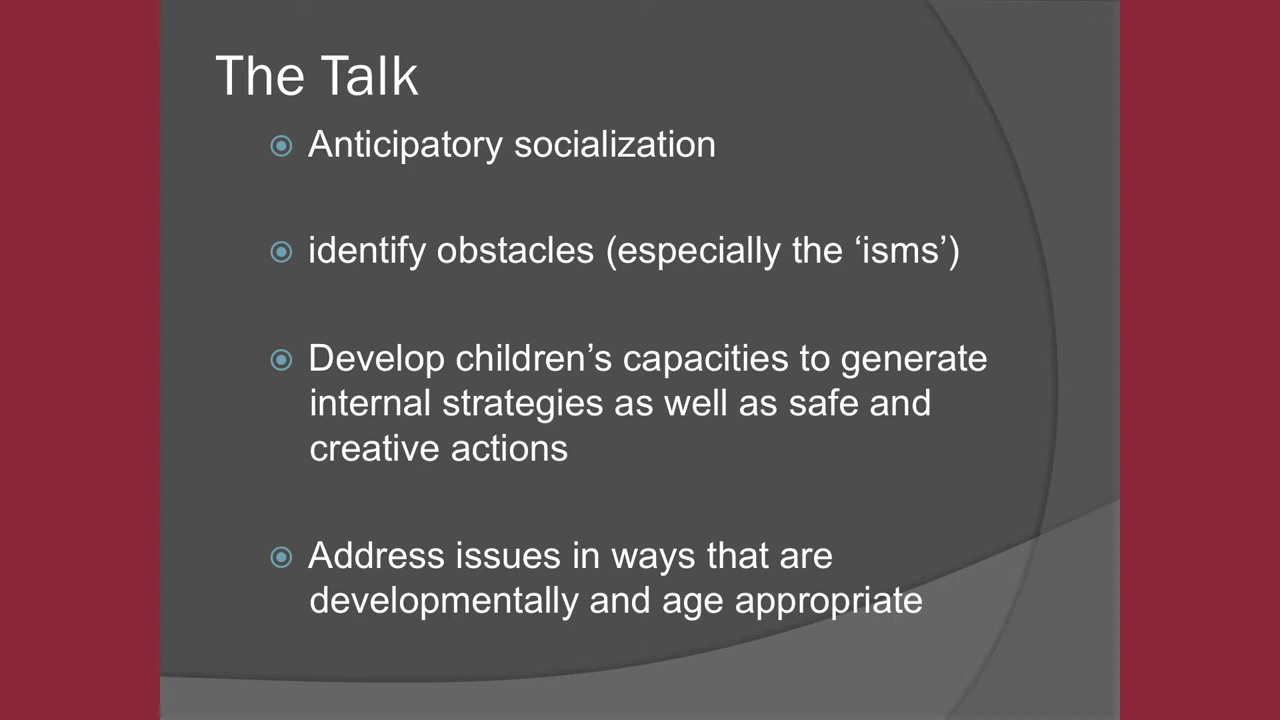 The Talk
Anticipatory socialization
identify obstacles (especially the ‘isms’)
Develop children’s capacities to generate
internal strategies as well as safe and
creative actions
Address issues in ways that are
developmentally and age appropriate